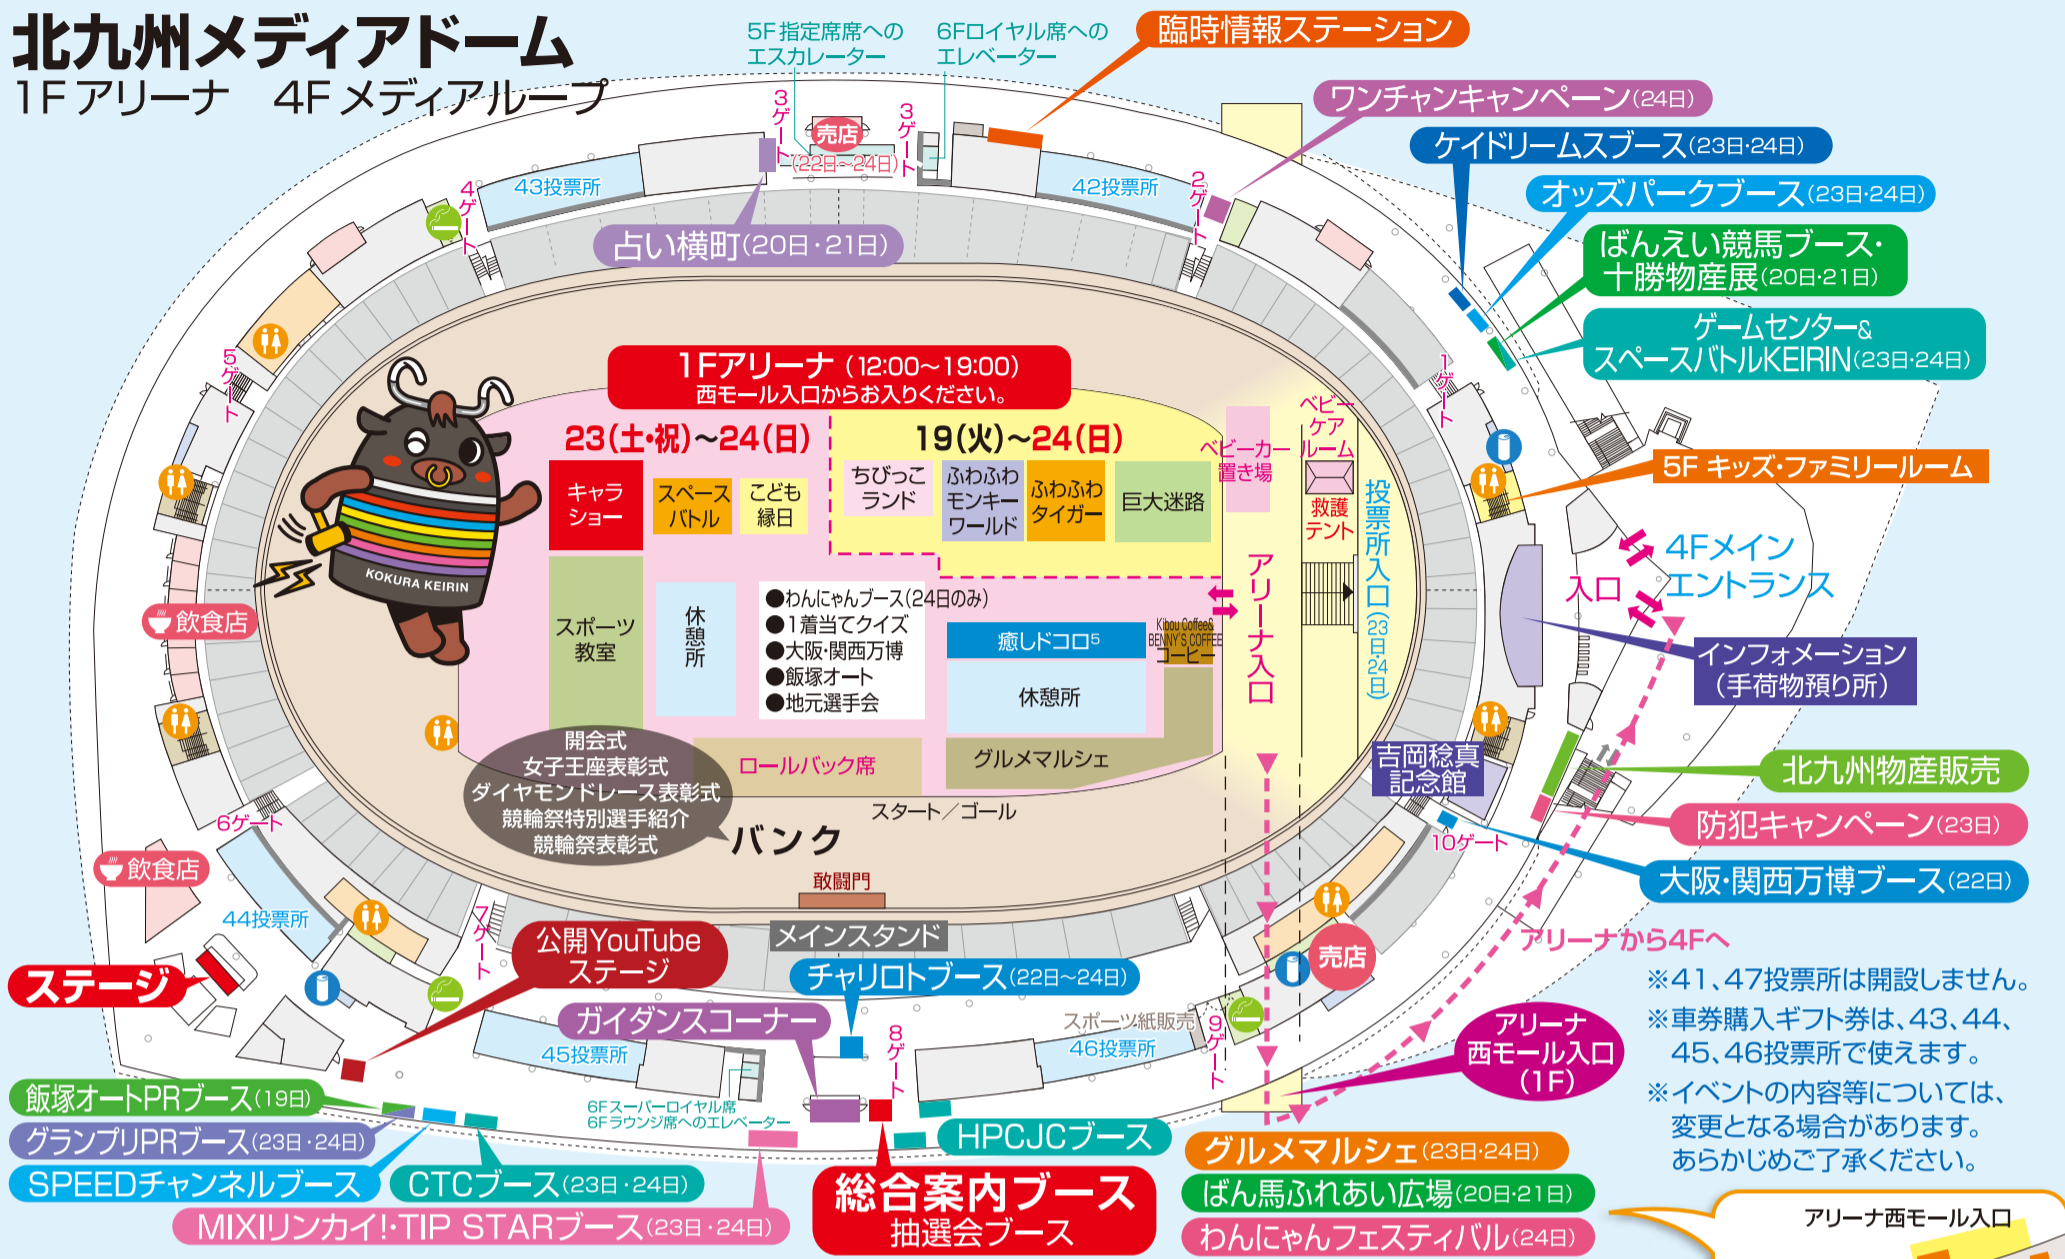 北九州メディアドーム
1Fアリーナ　4Fメディアループ
5F指定席席への
エスカレーター
6Fロイヤル席への
エレベーター
臨時情報ステーション
ワンチャンキャンペーン(24日)
ケイドリームスブース(23日・24日)
オッズパークブース(23日・24日)
ばんえい競馬ブース・
十勝物産展(20日・21日)
ゲームセンター&
スペースバトルKEIRIN(23日・24日)
3ゲート
売店
(22日〜24日)
3ゲート
43投票所
42投票所
2ゲート
4ゲート
占い横町(20日・21日)
5ゲート
1ゲート
1Fアリーナ(12:00〜19:00)
西モール入口からお入りください。
23(土・祝)〜24(日)
19(火)〜24(日)
キャラ
ショー
スペース
バトル
こども
縁日
ちびっこ
ランド
ふわふわ
モンキー
ワールド
ふわふわ
タイガー
巨大迷路
ベビーカー
置き場
ベビー
ケア
ルーム
救護
テント
投票所入口(23日・24日)
アリーナ入口
5F キッズ・ファミリールーム
4Fメイン
エントランス
入口
インフォメーション
(手荷物預り所)
KOKURA KEIRIN
飲食店
スポーツ
教室
休憩所
●わんにゃんブース(24日のみ)
●1着当てクイズ
●大阪・関西万博
●飯塚オート
●地元選手会
癒しドコロ5
休憩所
Kibou Coffee&
BENNY'S COFFEE
コーヒー
グルメマルシェ
ロールバック席
開会式
女子王座表彰式
ダイヤモンドレース表彰式
競輪祭特別選手紹介
競輪祭表彰式
スタート/ゴール
バンク
敢闘門
メインスタンド
吉岡稔真
記念館
北九州物産販売
防犯キャンペーン(23日)
10ゲート
大阪・関西万博ブース(22日)
アリーナから4Fへ
6ゲート
飲食店
44投票所
7ゲート
ステージ
公開YouTube
ステージ
チャリロトブース(22日〜24日)
ガイダンスコーナー
45投票所
8ゲート
スポーツ紙販売
46投票所
9ゲート
売店
アリーナ
西モール入口
(1F)
※41、47投票所は開設しません。
※車券購入ギフト券は、43、44、
45、46投票所で使えます。
※イベントの内容等については、
変更となる場合があります。
あらかじめご了承ください。
飯塚オートPRブース(19日)
グランプリPRブース(23日・24日)
SPEEDチャンネルブース
CTCブース(23日・24日)
MIXIリンカイ!・TIP STARブース(23日・24日)
6Fスーパーロイヤル席
6Fラウンジ席へのエレベーター
HPCJCブース
総合案内ブース
抽選会ブース
グルメマルシェ(23日・24日)
ばん馬ふれあい広場(20日・21日)
わんにゃんフェスティバル(24日)
アリーナ西モール入口